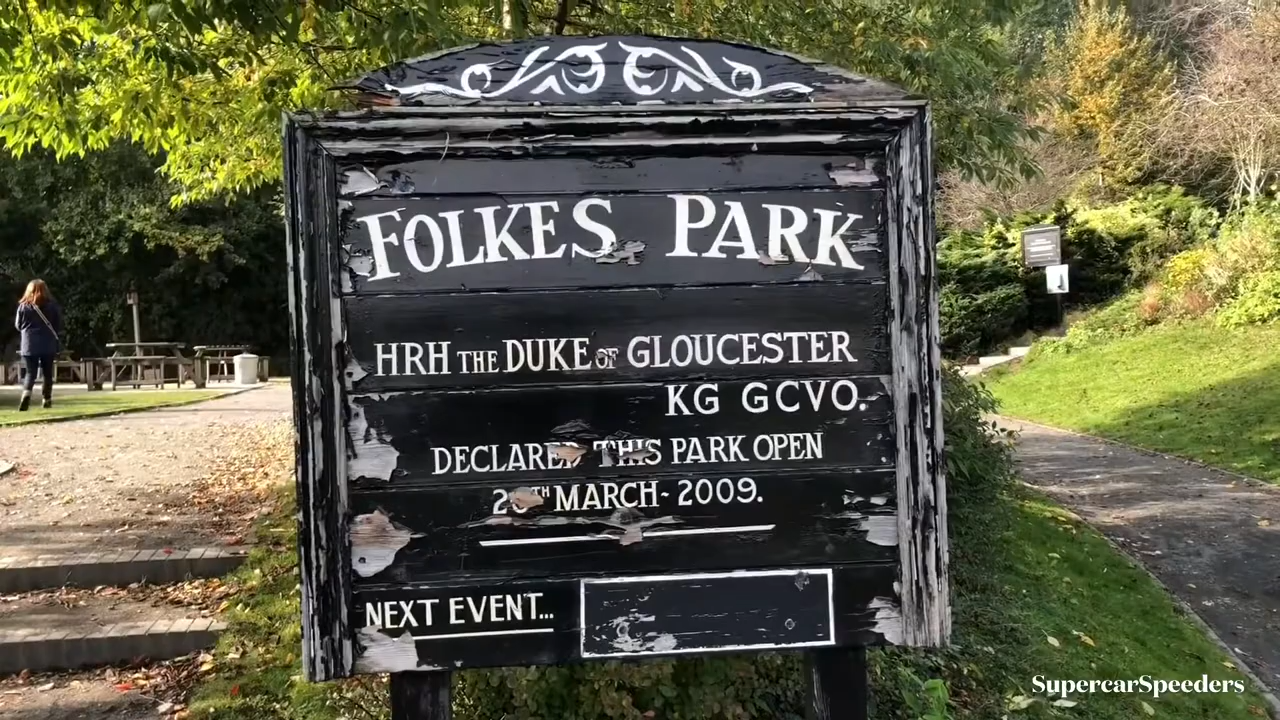 FOLKES PARK
HRH THE DUKE OF GLOUCESTER
KG GCVO.
DECLARED THIS PARK OPEN
MARCH - 2009.
NEXT EVENT...
SupercarSpeeders